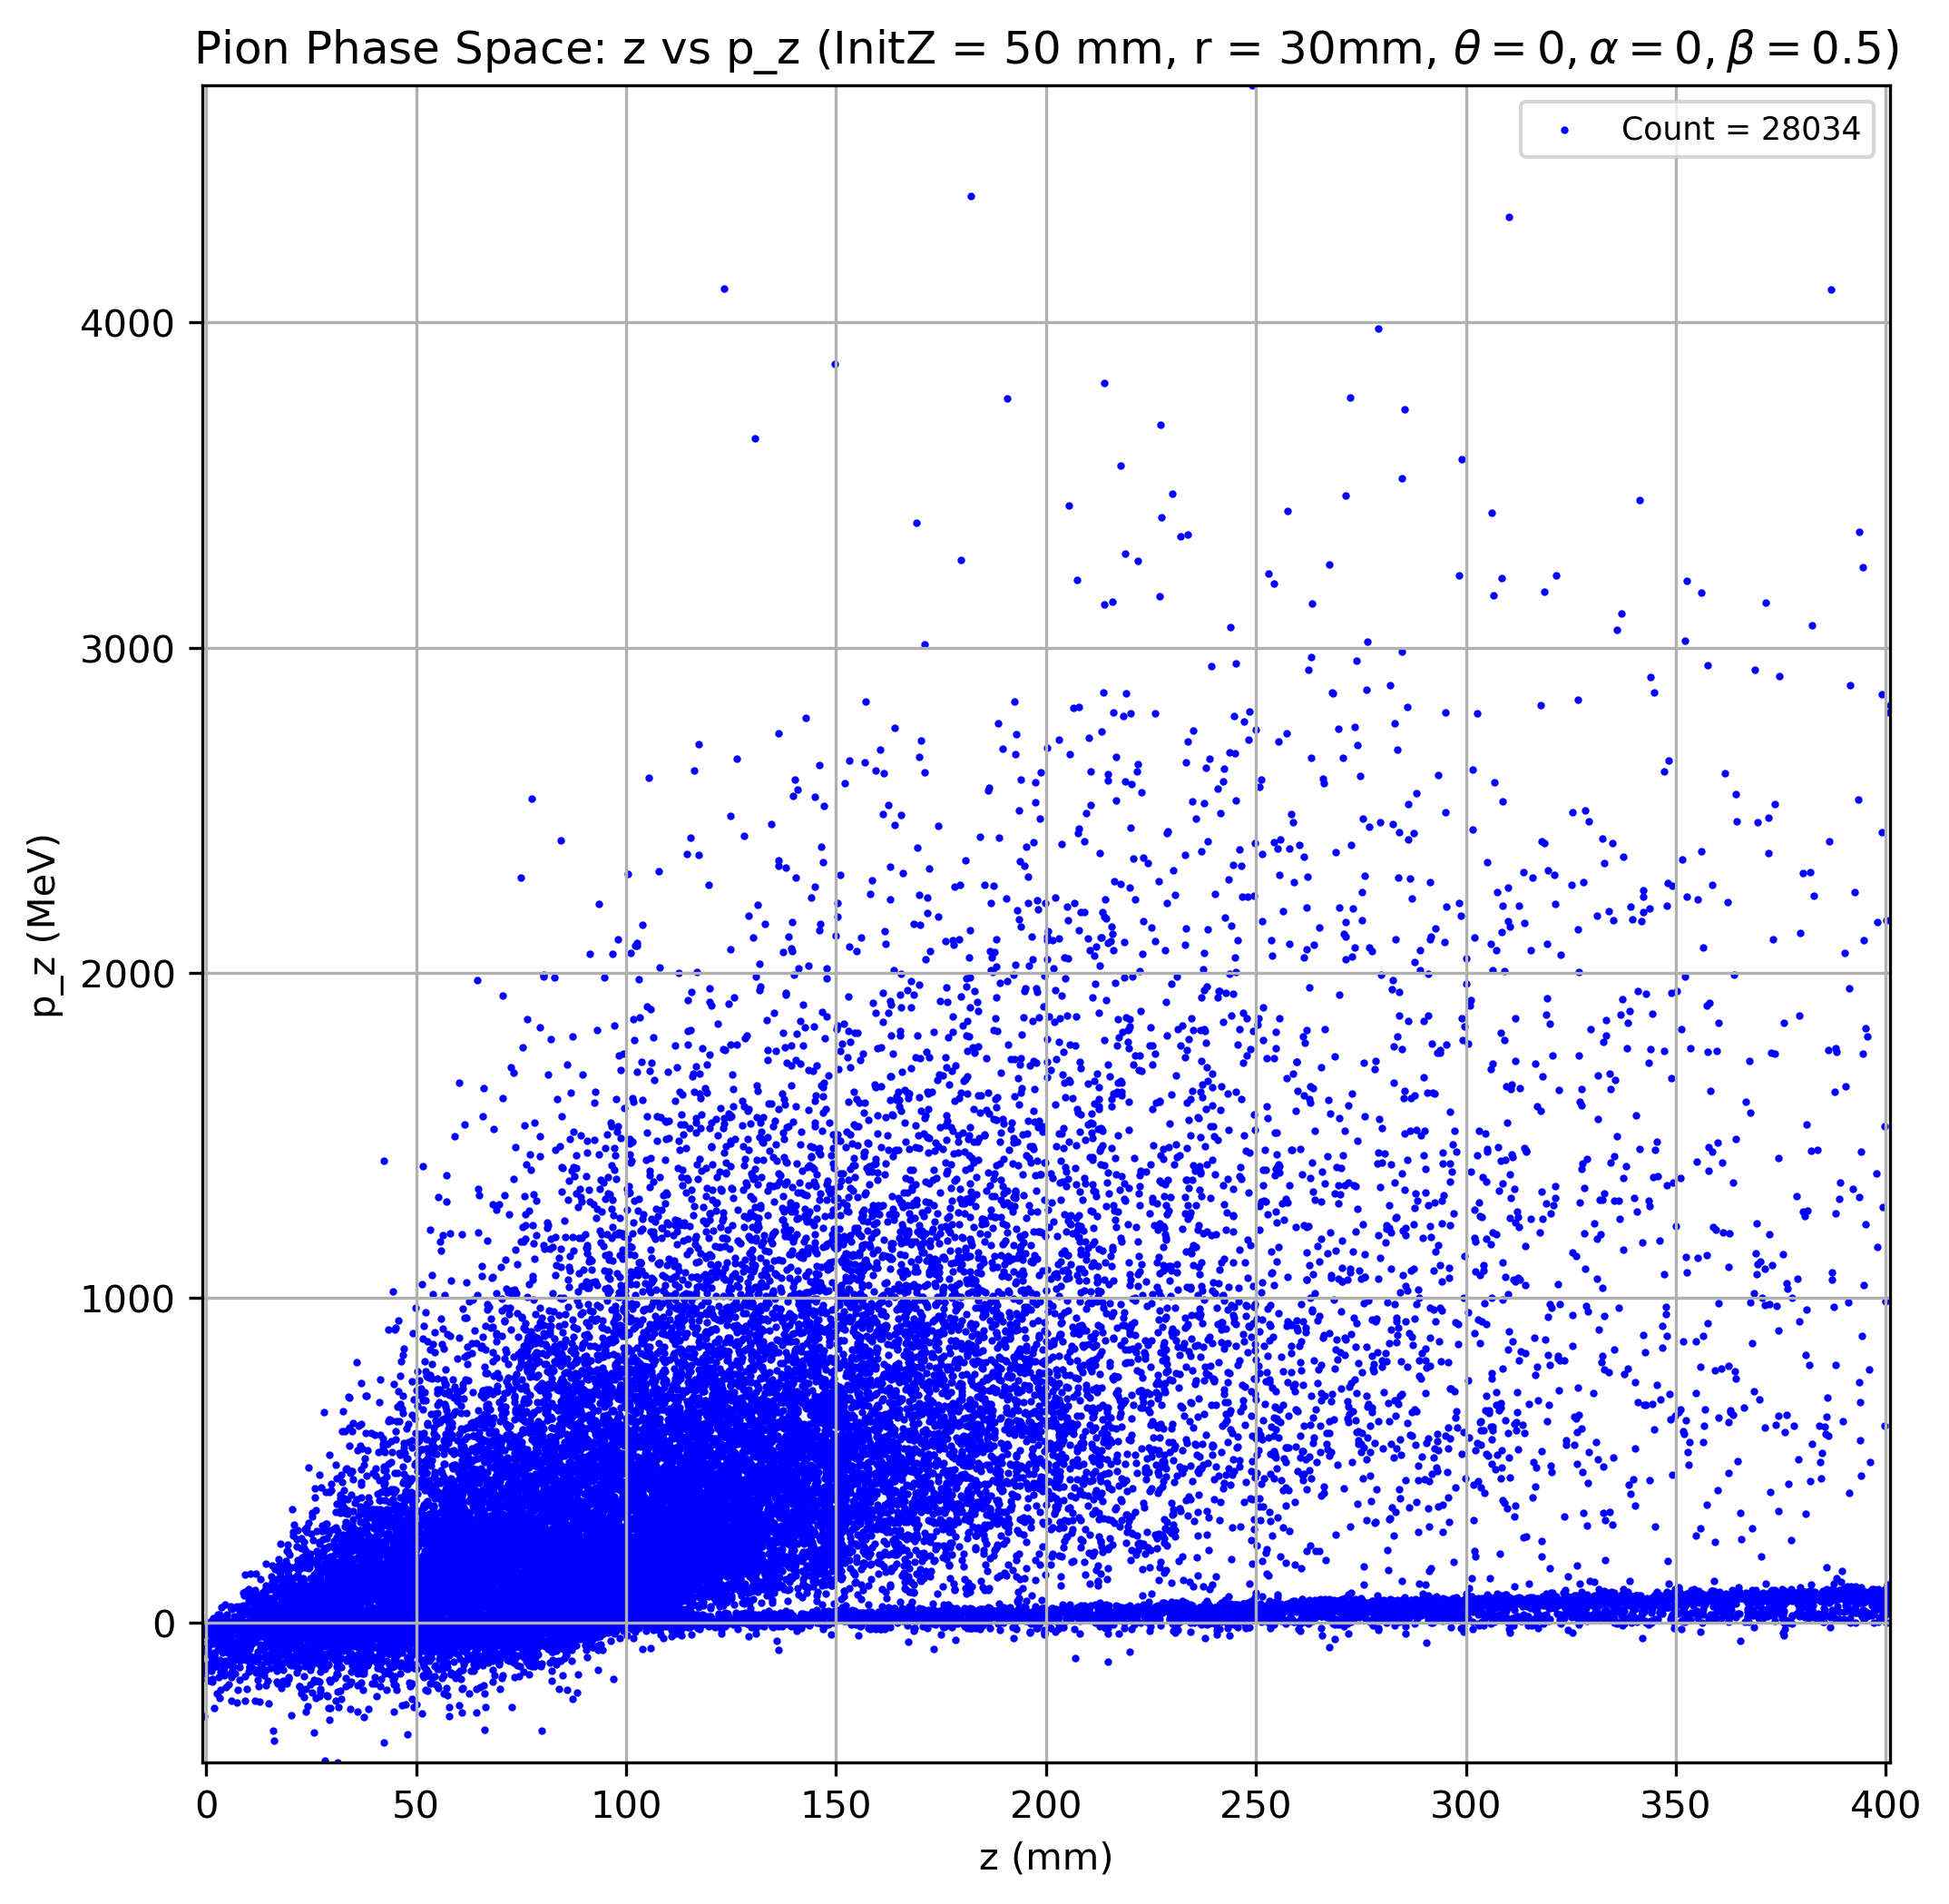 Pion Phase Space: z vs p_z (InitZ = 50 mm, r = 30mm, θ = 0, α = 0, β = 0.5)
Count = 28034
4000
3000
2000
1000
0
p_z (MeV)
0 50 100 150 200 250 300 350 400
z (mm)